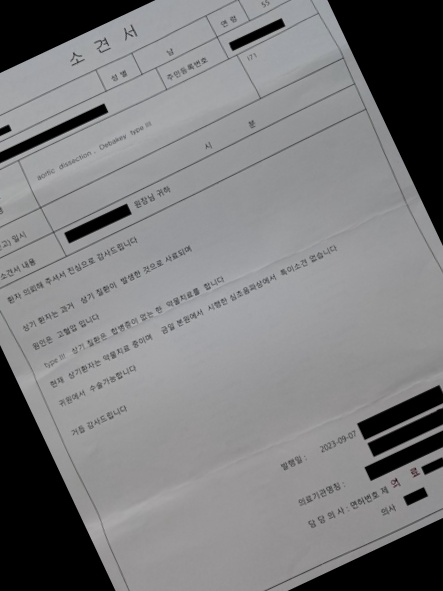 소 견 서
성 별 남 연 령 55
주민등록번호
I71
aortic dissection, Debakey type III
시 분
고) 일시
원장님 귀하
소견서 내용
환자 의뢰해 주셔서 진심으로 감사드립니다
상기 환자는 과거 상기 질환이 발생한 것으로 사료되며
원인은 고혈압 입니다
type III 상기 질환은 합병증이 없는 한 약물치료를 합니다
현재 상기환자는 약물치료 중이며 금일 본원에서 시행한 심초음파상에서 특이소견 없습니다
귀원에서 수술가능합니다
거듭 감사드립니다
발행일 : 2023-09-07
의료기관명칭 :
담 당 의 사 : 면허번호 제
의사